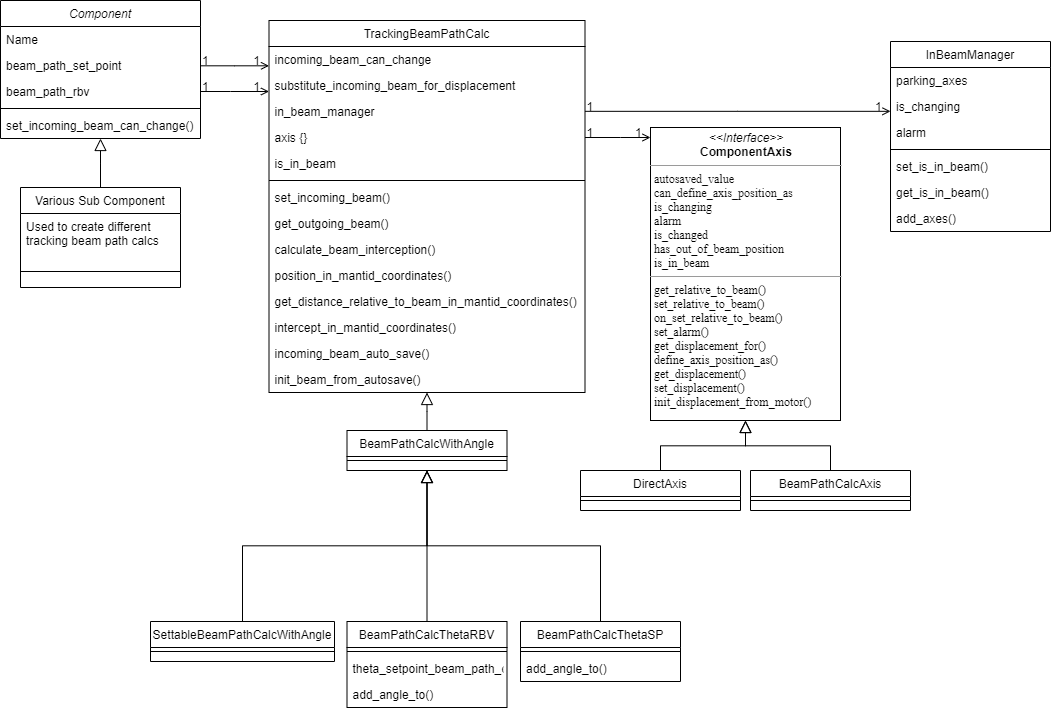 Component
Name
beam_path_set_point
beam_path_rbv
set_incoming_beam_can_change()
Various Sub Component
Used to create different
tracking beam path calcs
1
1
1
1
TrackingBeamPathCalc
incoming_beam_can_change
substitute_incoming_beam_for_displacement
in_beam_manager
axis {}
is_in_beam
set_incoming_beam()
get_outgoing_beam()
calculate_beam_interception()
position_in_mantid_coordinates()
get_distance_relative_to_beam_in_mantid_coordinates()
intercept_in_mantid_coordinates()
incoming_beam_auto_save()
init_beam_from_autosave()
1
1
1
1
<<Interface>>
ComponentAxis
autosaved_value
can_define_axis_position_as
is_changing
alarm
is_changed
has_out_of_beam_position
is_in_beam
get_relative_to_beam()
set_relative_to_beam()
on_set_relative_to_beam()
set_alarm()
get_displacement_for()
define_axis_position_as()
get_displacement()
set_displacement()
init_displacement_from_motor()
InBeamManager
parking_axes
is_changing
alarm
set_is_in_beam()
get_is_in_beam()
add_axes()
BeamPathCalcWithAngle
DirectAxis
BeamPathCalcAxis
SettableBeamPathCalcWithAngle
BeamPathCalcThetaRBV
theta_setpoint_beam_path_
add_angle_to()
BeamPathCalcThetaSP
add_angle_to()